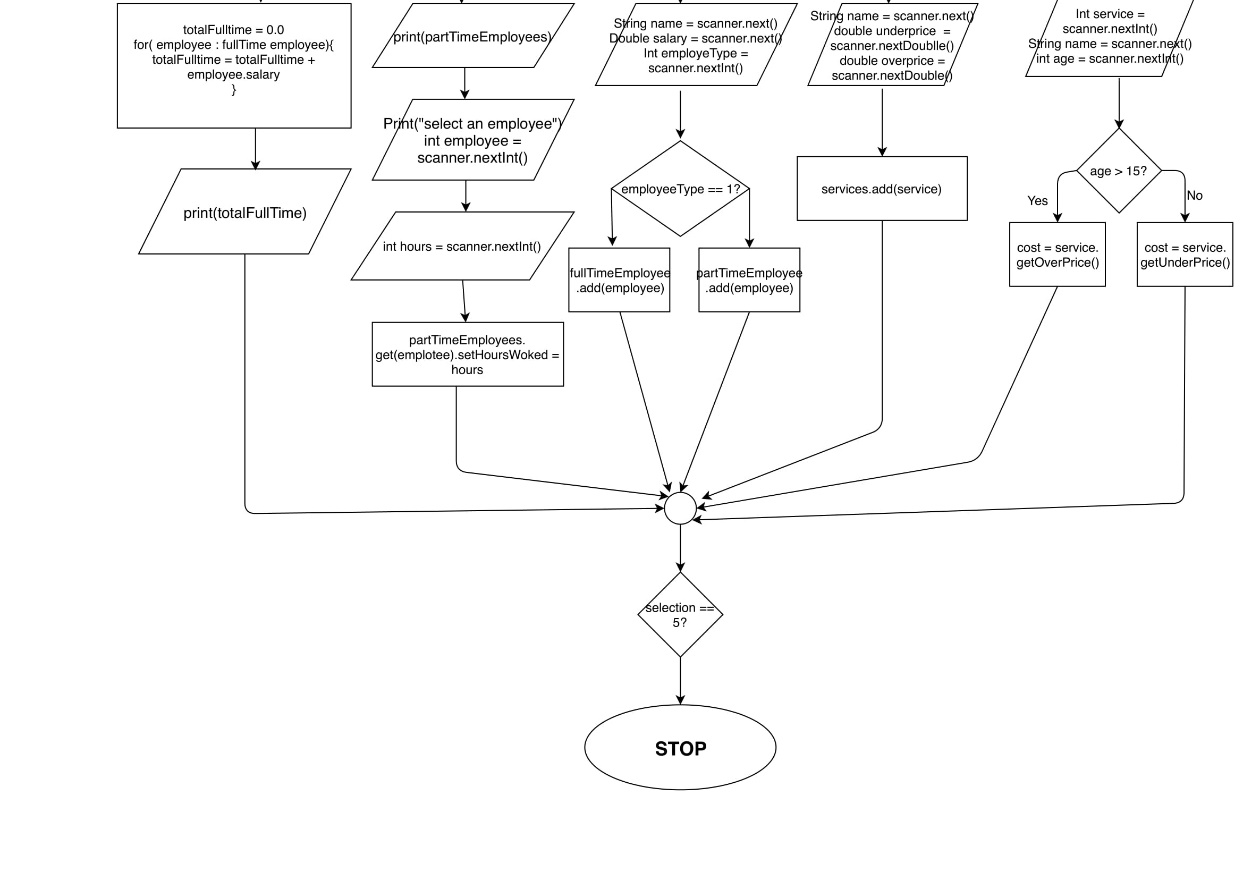 totalFulltime = 0.0
for( employee : fullTime employee){
totalFulltime = totalFulltime +
employee.salary
}
print(totalFullTime)
print(partTimeEmployees)
Print("select an employee")
int employee =
scanner.nextInt()
int hours = scanner.nextInt()
partTimeEmployees.
get(emplotee).setHoursWoked =
hours
String name = scanner.next()
Double salary = scanner.next()
Int employeType =
scanner.nextInt()
employeeType == 1?
fullTimeEmployee
.add(employee)
partTimeEmployee
.add(employee)
String name = scanner.next()
double underprice =
scanner.nextDoublle()
double overprice =
scanner.nextDouble()
services.add(service)
Int service =
scanner.nextInt()
String name = scanner.next()
int age = scanner.nextInt()
age > 15?
Yes
No
cost = service.
getOverPrice()
cost = service.
getUnderPrice()
selection ==
5?
STOP